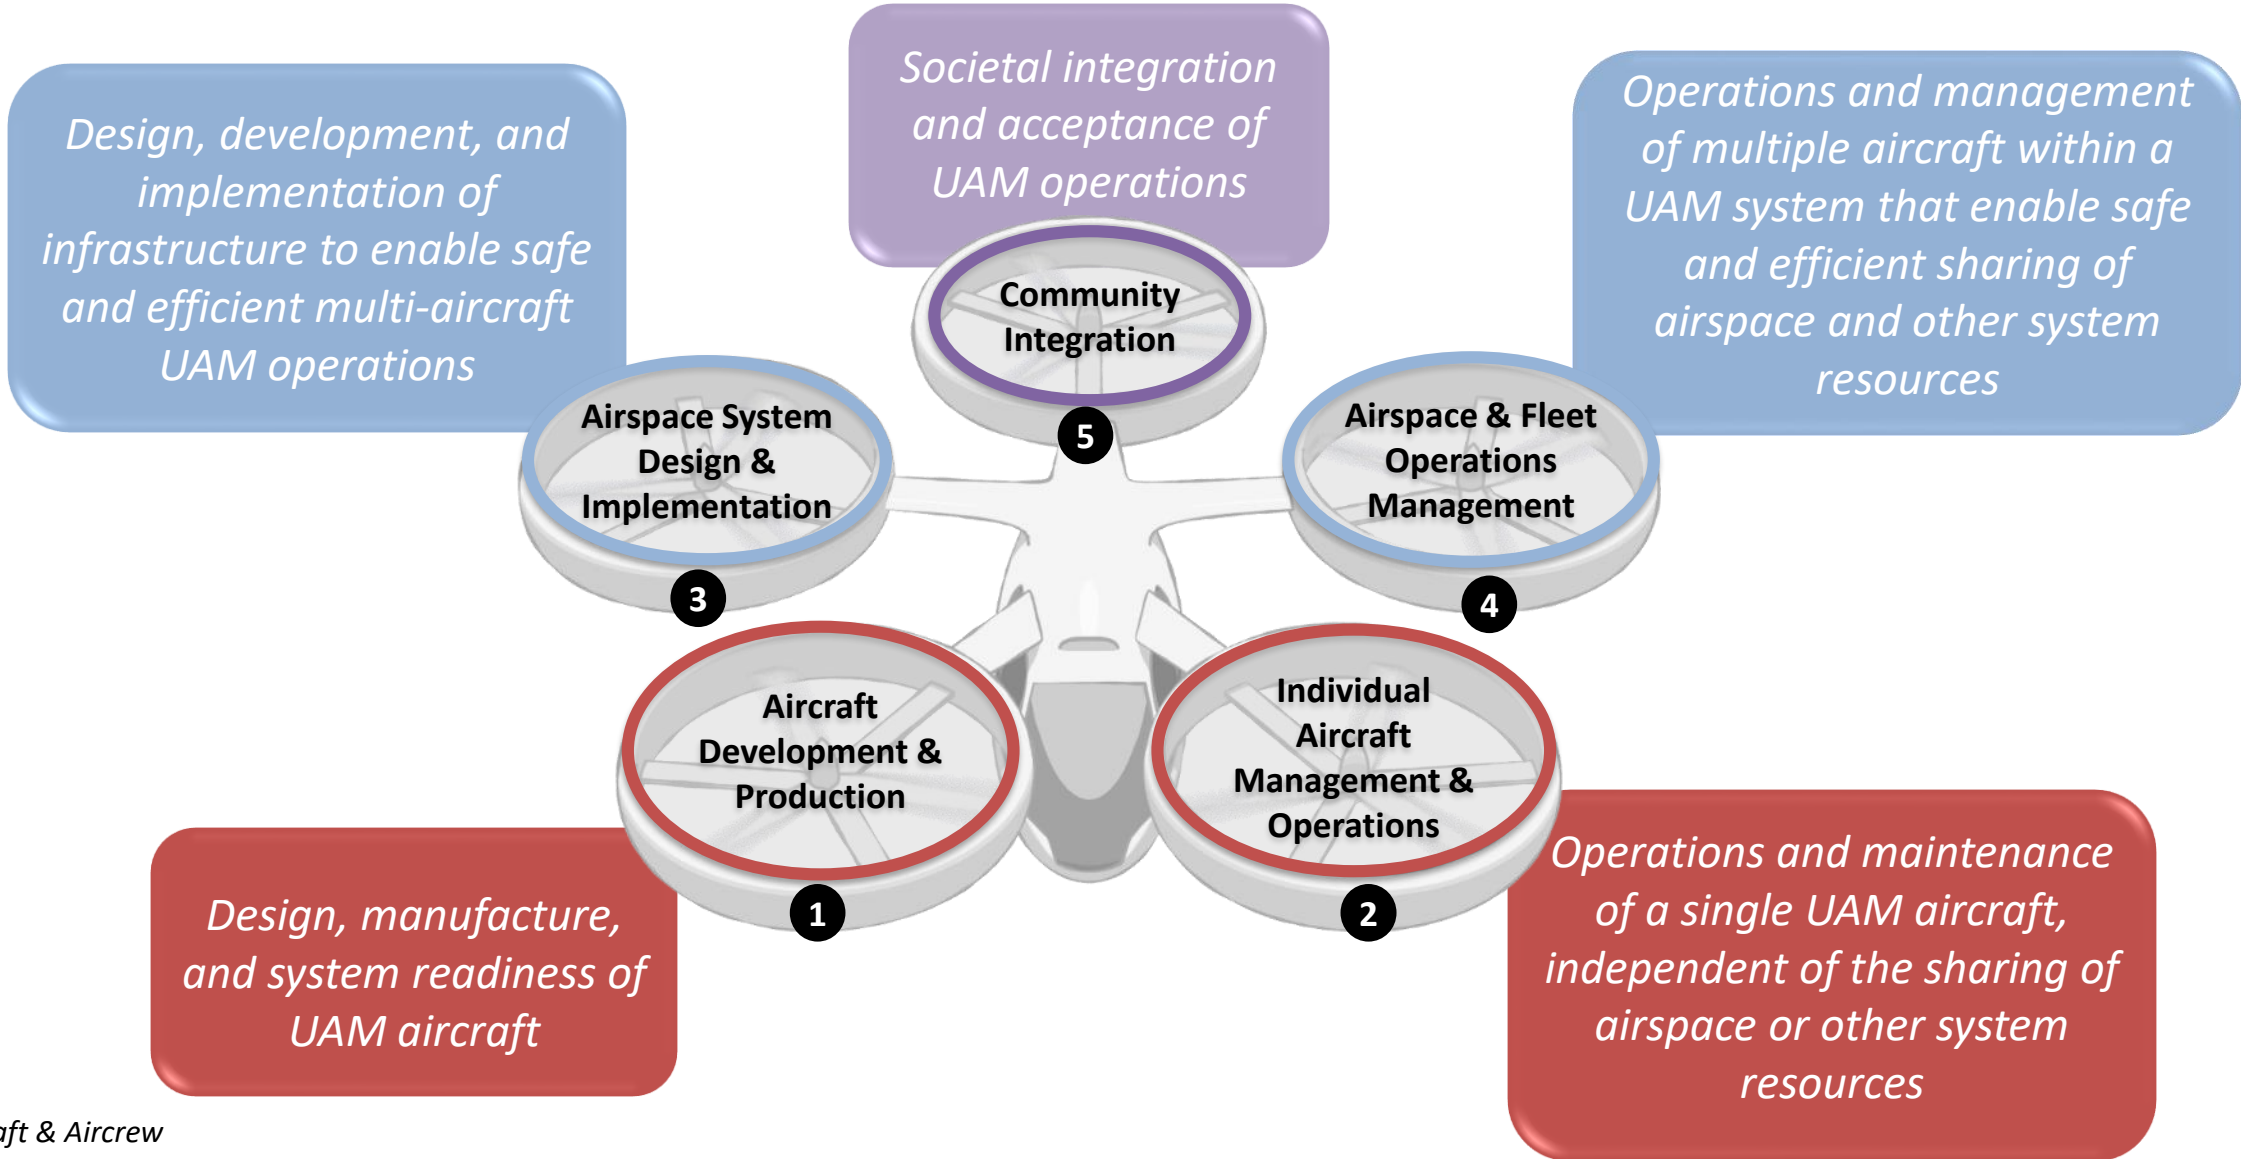 Societal integration
and acceptance of
UAM operations
Design, development, and
implementation of
infrastructure to enable safe
and efficient multi-aircraft
UAM operations
Operations and management
of multiple aircraft within a
UAM system that enable safe
and efficient sharing of
airspace and other system
resources
Community
Integration
5
Airspace System
Design &
Implementation
3
Airspace & Fleet
Operations
Management
4
Aircraft
Development &
Production
1
Individual
Aircraft
Management &
Operations
2
Design, manufacture,
and system readiness of
UAM aircraft
Operations and maintenance
of a single UAM aircraft,
independent of the sharing of
airspace or other system
resources
& Aircrew